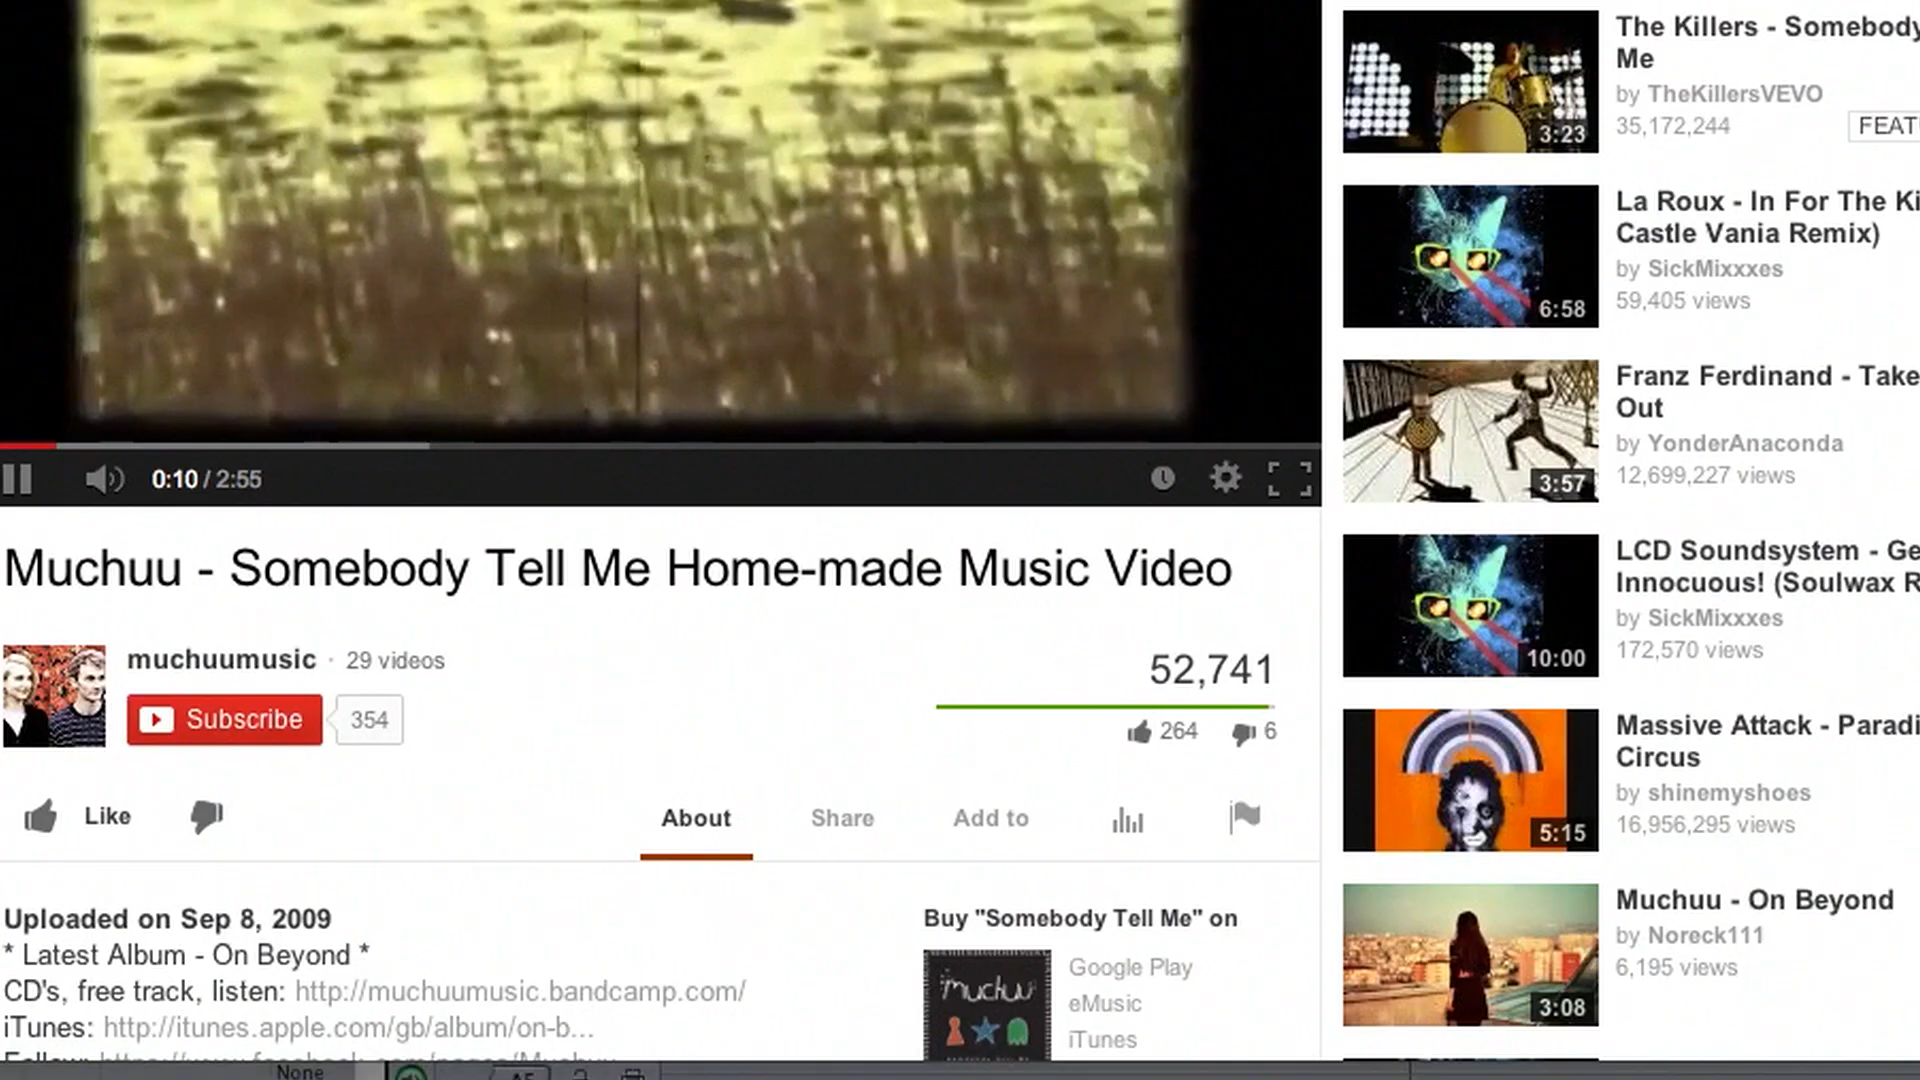 0:10 / 2:55
Muchuu - Somebody Tell Me Home-made Music Video
muchuumusic · 29 videos
Subscribe 354
52,741
264 6
Like
About Share Add to
Uploaded on Sep 8, 2009
* Latest Album - On Beyond *
CD's, free track, listen: http://muchuumusic.bandcamp.com/
iTunes: http://itunes.apple.com/gb/album/on-b...
Buy "Somebody Tell Me" on
muchuu
Google Play
eMusic
iTunes
The Killers - Somebody
Me
by TheKillersVEVO
35,172,244
FEAT
3:23
La Roux - In For The Ki
Castle Vania Remix)
by SickMixxxes
59,405 views
6:58
Franz Ferdinand - Take
Out
by YonderAnaconda
12,699,227 views
3:57
LCD Soundsystem - Ge
Innocuous! (Soulwax R
by SickMixxxes
172,570 views
10:00
Massive Attack - Paradi
Circus
by shinemyshoes
16,956,295 views
5:15
Muchuu - On Beyond
by Noreck111
6,195 views
3:08
None